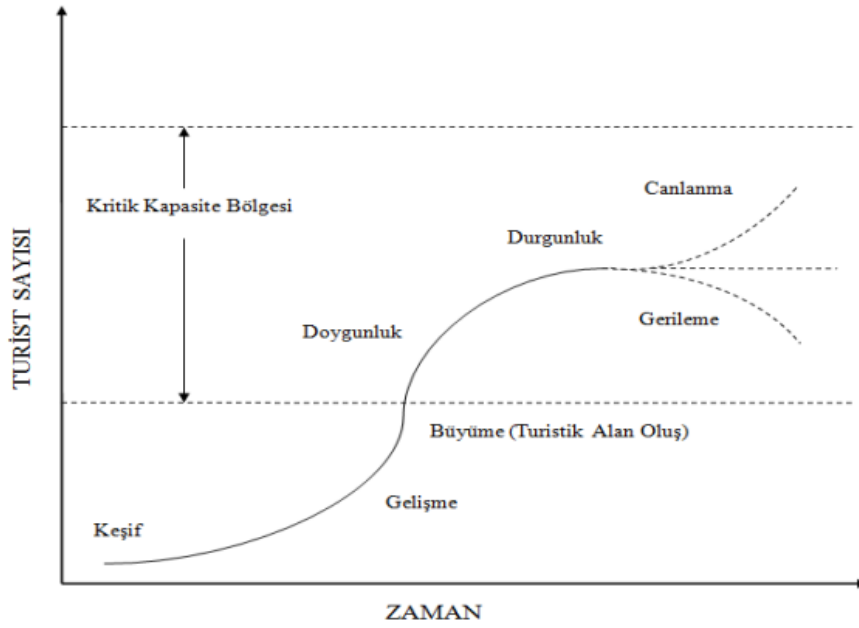 Canlanma
Kritik Kapasite Bölgesi
Durgunluk
TURİST SAYISI
Doygunluk
Gerileme
Büyüme (Turistik Alan Oluş)
Gelişme
Keşif
ZAMAN